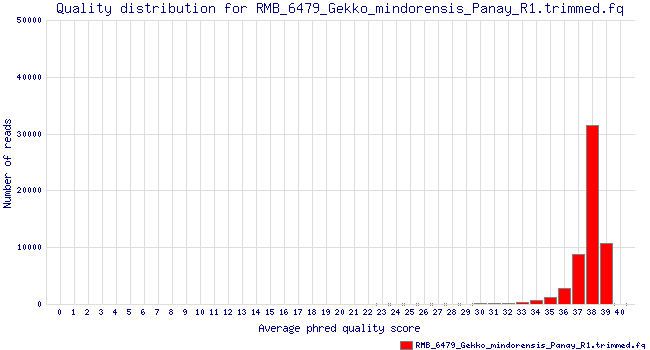 Quality distribution for RMB_6479_Gekko_mindorensis_Panay_R1.trimmed.fq
50000
40000
30000
20000
10000
0
Number of reads
0 1 2 3 4 5 6 7 8 9 10 11 12 13 14 15 16 17 18 19 20 21 22 23 24 25 26 27 28 29 30 31 32 33 34 35 36 37 38 39 40
Average phred quality score
RMB_6479_Gekko_mindorensis_Panay_R1.trimmed.fq